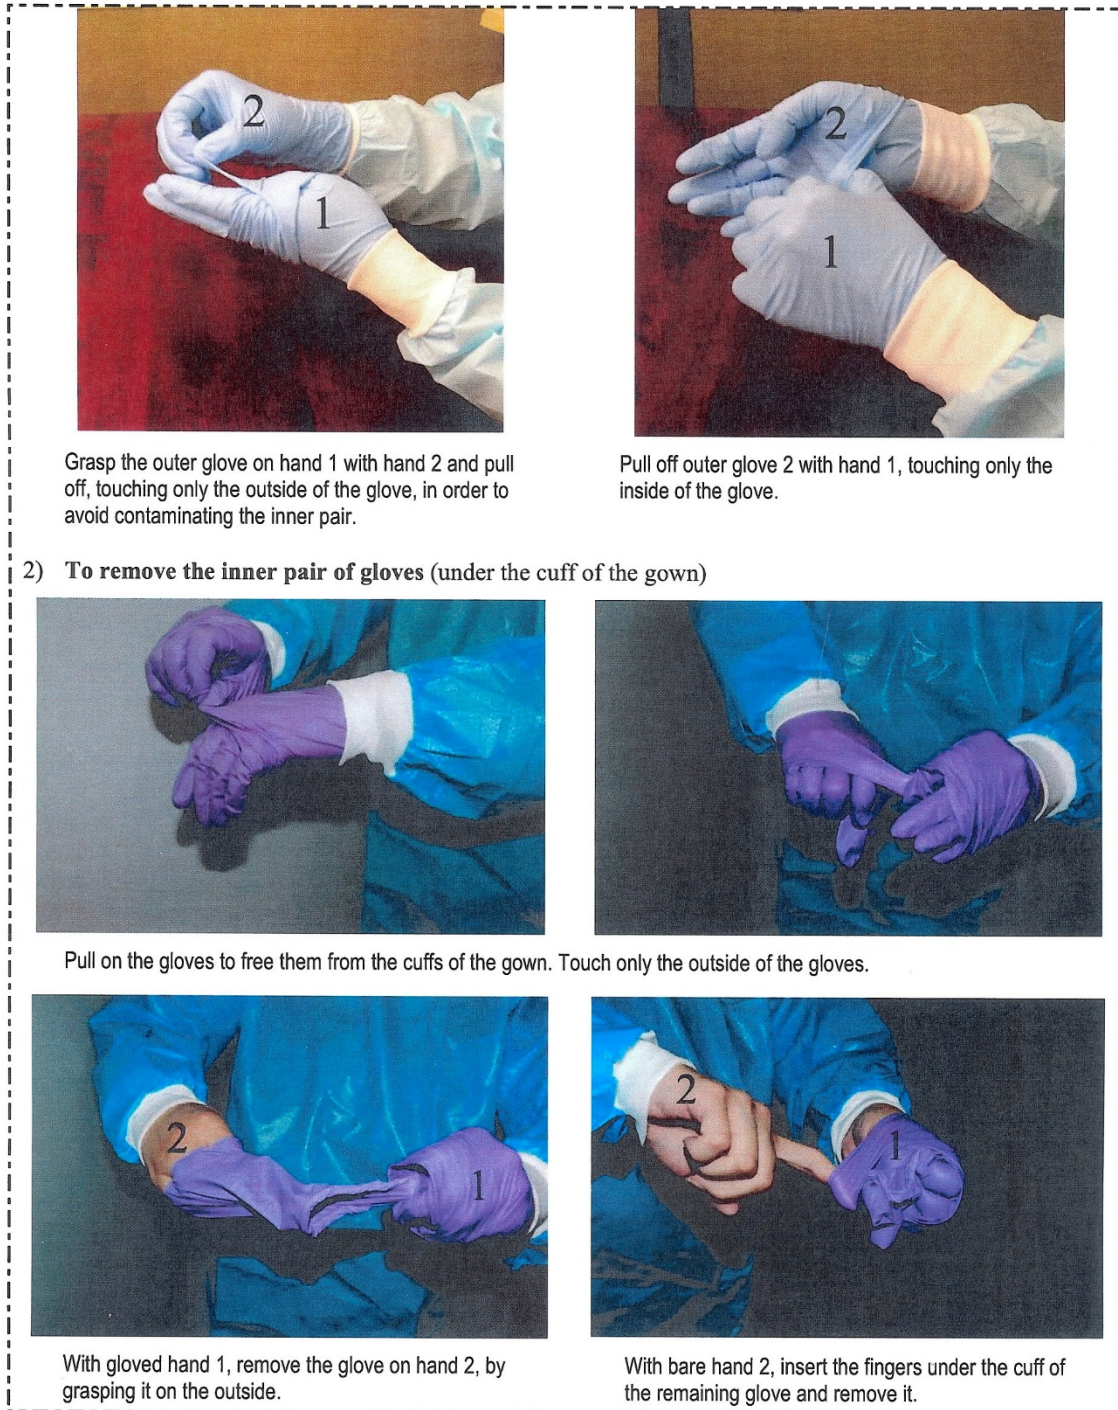 2
1
2
1
Grasp the outer glove on hand 1 with hand 2 and pull
off, touching only the outside of the glove, in order to
avoid contaminating the inner pair.
Pull off outer glove 2 with hand 1, touching only the
inside of the glove.
2) To remove the inner pair of gloves (under the cuff of the gown)
Pull on the gloves to free them from the cuffs of the gown. Touch only the outside of the gloves.
2
1
2
1
With gloved hand 1, remove the glove on hand 2, by
grasping it on the outside.
With bare hand 2, insert the fingers under the cuff of
the remaining glove and remove it.